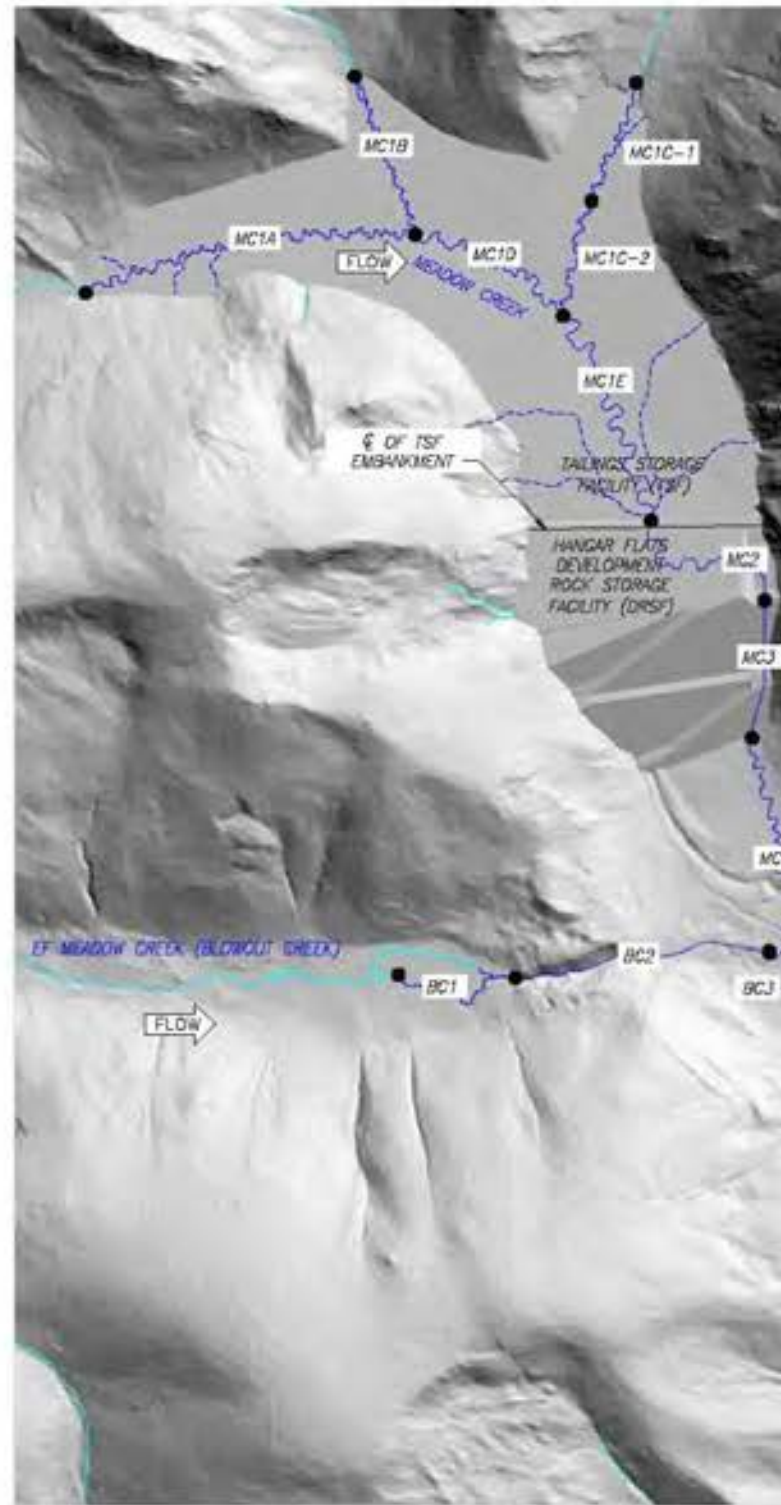 MC1B
MC1C-1
MC1A
MC1D
MC1C-2
FLOW
MEADOW CREEK
MC1E
℄ OF TSF
EMBANKMENT
TAILINGS STORAGE
FACILITY (TSF)
HANGAR FLATS
DEVELOPMENT
ROCK STORAGE
FACILITY (DRSF)
MC2
MC3
MC
EF MEADOW CREEK (BLOWOUT CREEK)
BC2
BC1
BC3
FLOW